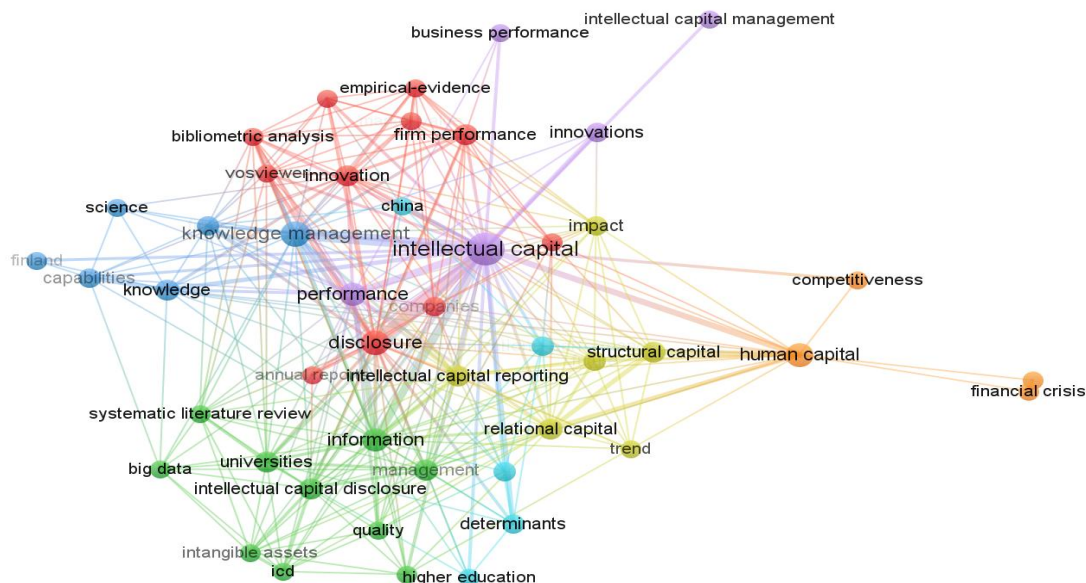 intellectual capital management
business performance
empirical-evidence
bibliometric analysis
firm performance
innovations
vosviewer
innovation
science
china
impact
knowledge management
intellectual capital
finland
capabilities
knowledge
performance
companies
competitiveness
disclosure
structural capital
human capital
annual reports
intellectual capital reporting
financial crisis
systematic literature review
information
relational capital
trend
big data
universities
management
intellectual capital disclosure
determinants
quality
intangible assets
icd
higher education